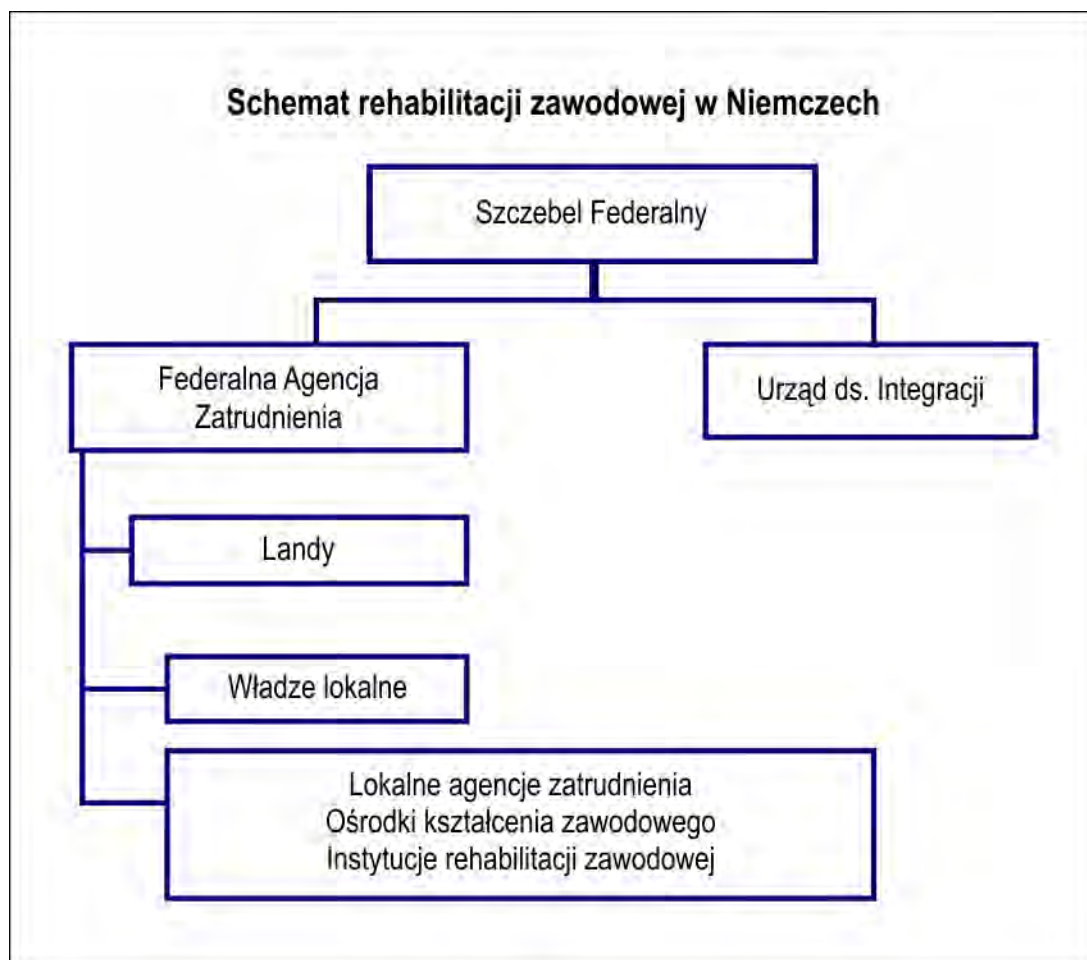 Schemat rehabilitacji zawodowej w Niemczech
Szczebel Federalny
Federalna Agencja
Zatrudnienia
Urząd ds. Integracji
Landy
Władze lokalne
Lokalne agencje zatrudnienia
Ośrodki kształcenia zawodowego
Instytucje rehabilitacji zawodowej